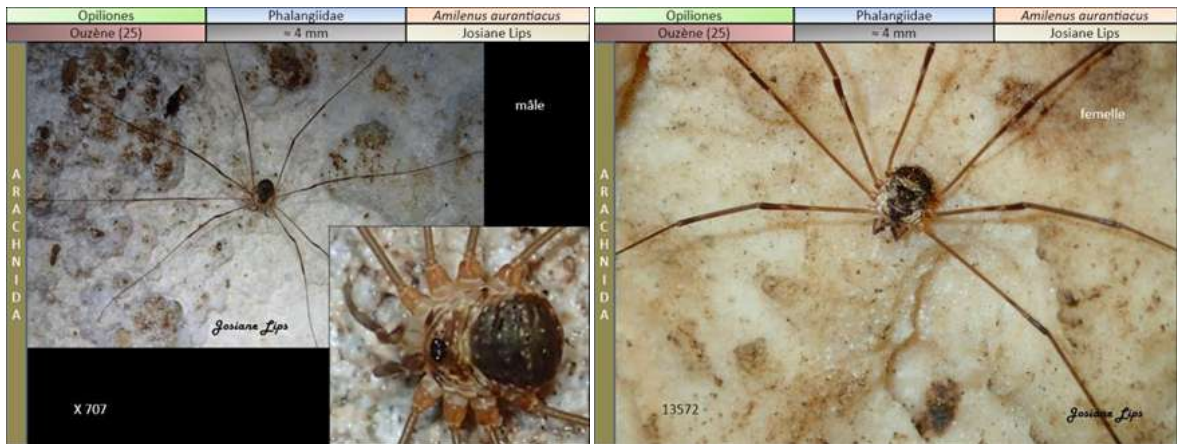 Opiliones
Phalangiidae
Amilenus aurantiacus
Ouzène (25)
≈ 4 mm
Josiane Lips
ARACHNIDA
mâle
Josiane Lips
X 707
Opiliones
Phalangiidae
Amilenus aurantiacus
Ouzène (25)
≈ 4 mm
Josiane Lips
ARACHNIDA
femelle
13572
Josiane Lips